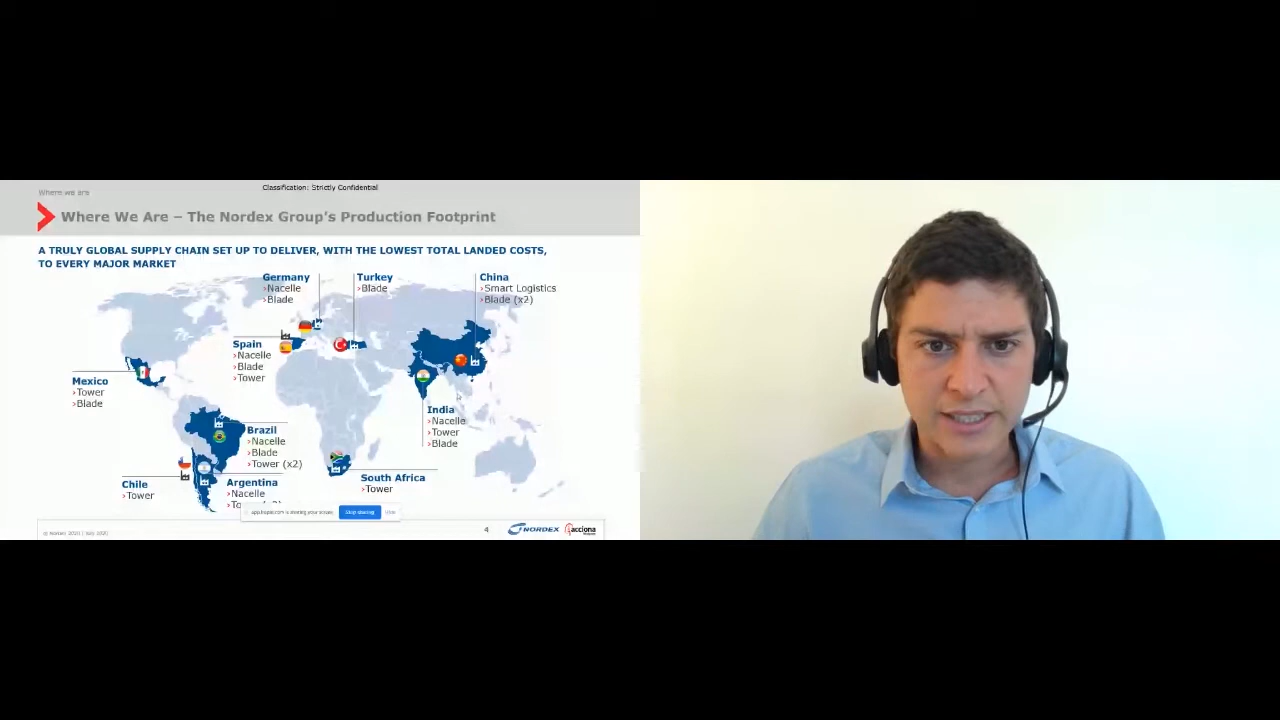 Classification: Strictly Confidential
Where we are
Where We Are – The Nordex Group's Production Footprint
A TRULY GLOBAL SUPPLY CHAIN SET UP TO DELIVER, WITH THE LOWEST TOTAL LANDED COSTS,
TO EVERY MAJOR MARKET
Germany
›Nacelle
›Blade
Turkey
›Blade
China
›Smart Logistics
›Blade (x2)
Spain
›Nacelle
›Blade
›Tower
Mexico
›Tower
›Blade
India
›Nacelle
›Tower
›Blade
Brazil
›Nacelle
›Blade
›Tower (x2)
South Africa
›Tower
Chile
›Tower
Argentina
›Nacelle
Stop sharing
4
NORDEX
acciona